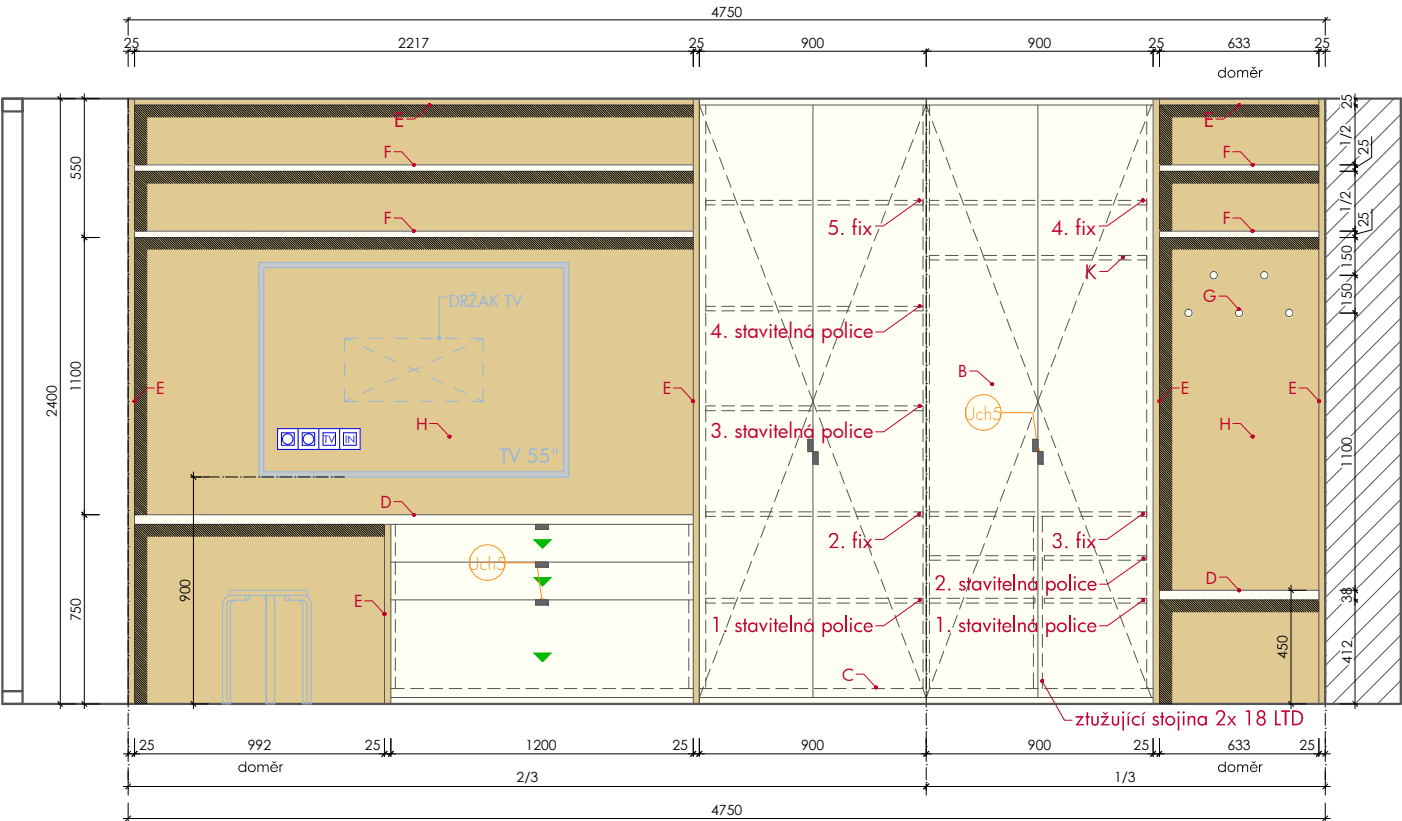 4750
25 2217 25 900 900 25 633 25
doměr
E E
25
1/2
F F
25
550
1/2
F F
25
5. fix 4. fix
150
K
G
150
DRŽÁK TV
4. stavitelná police
B
2400
1100
E E E E
Uch5
H H
3. stavitelná police
TV IN
TV 55"
1100
D
2. fix 3. fix
Uch5
2. stavitelná police
D
900
E
38
750
1. stavitelná police 1. stavitelná police
450
412
C
ztužující stojina 2x 18 LTD
25 992 25 1200 25 900 900 25 633 25
doměr doměr
2/3 1/3
4750